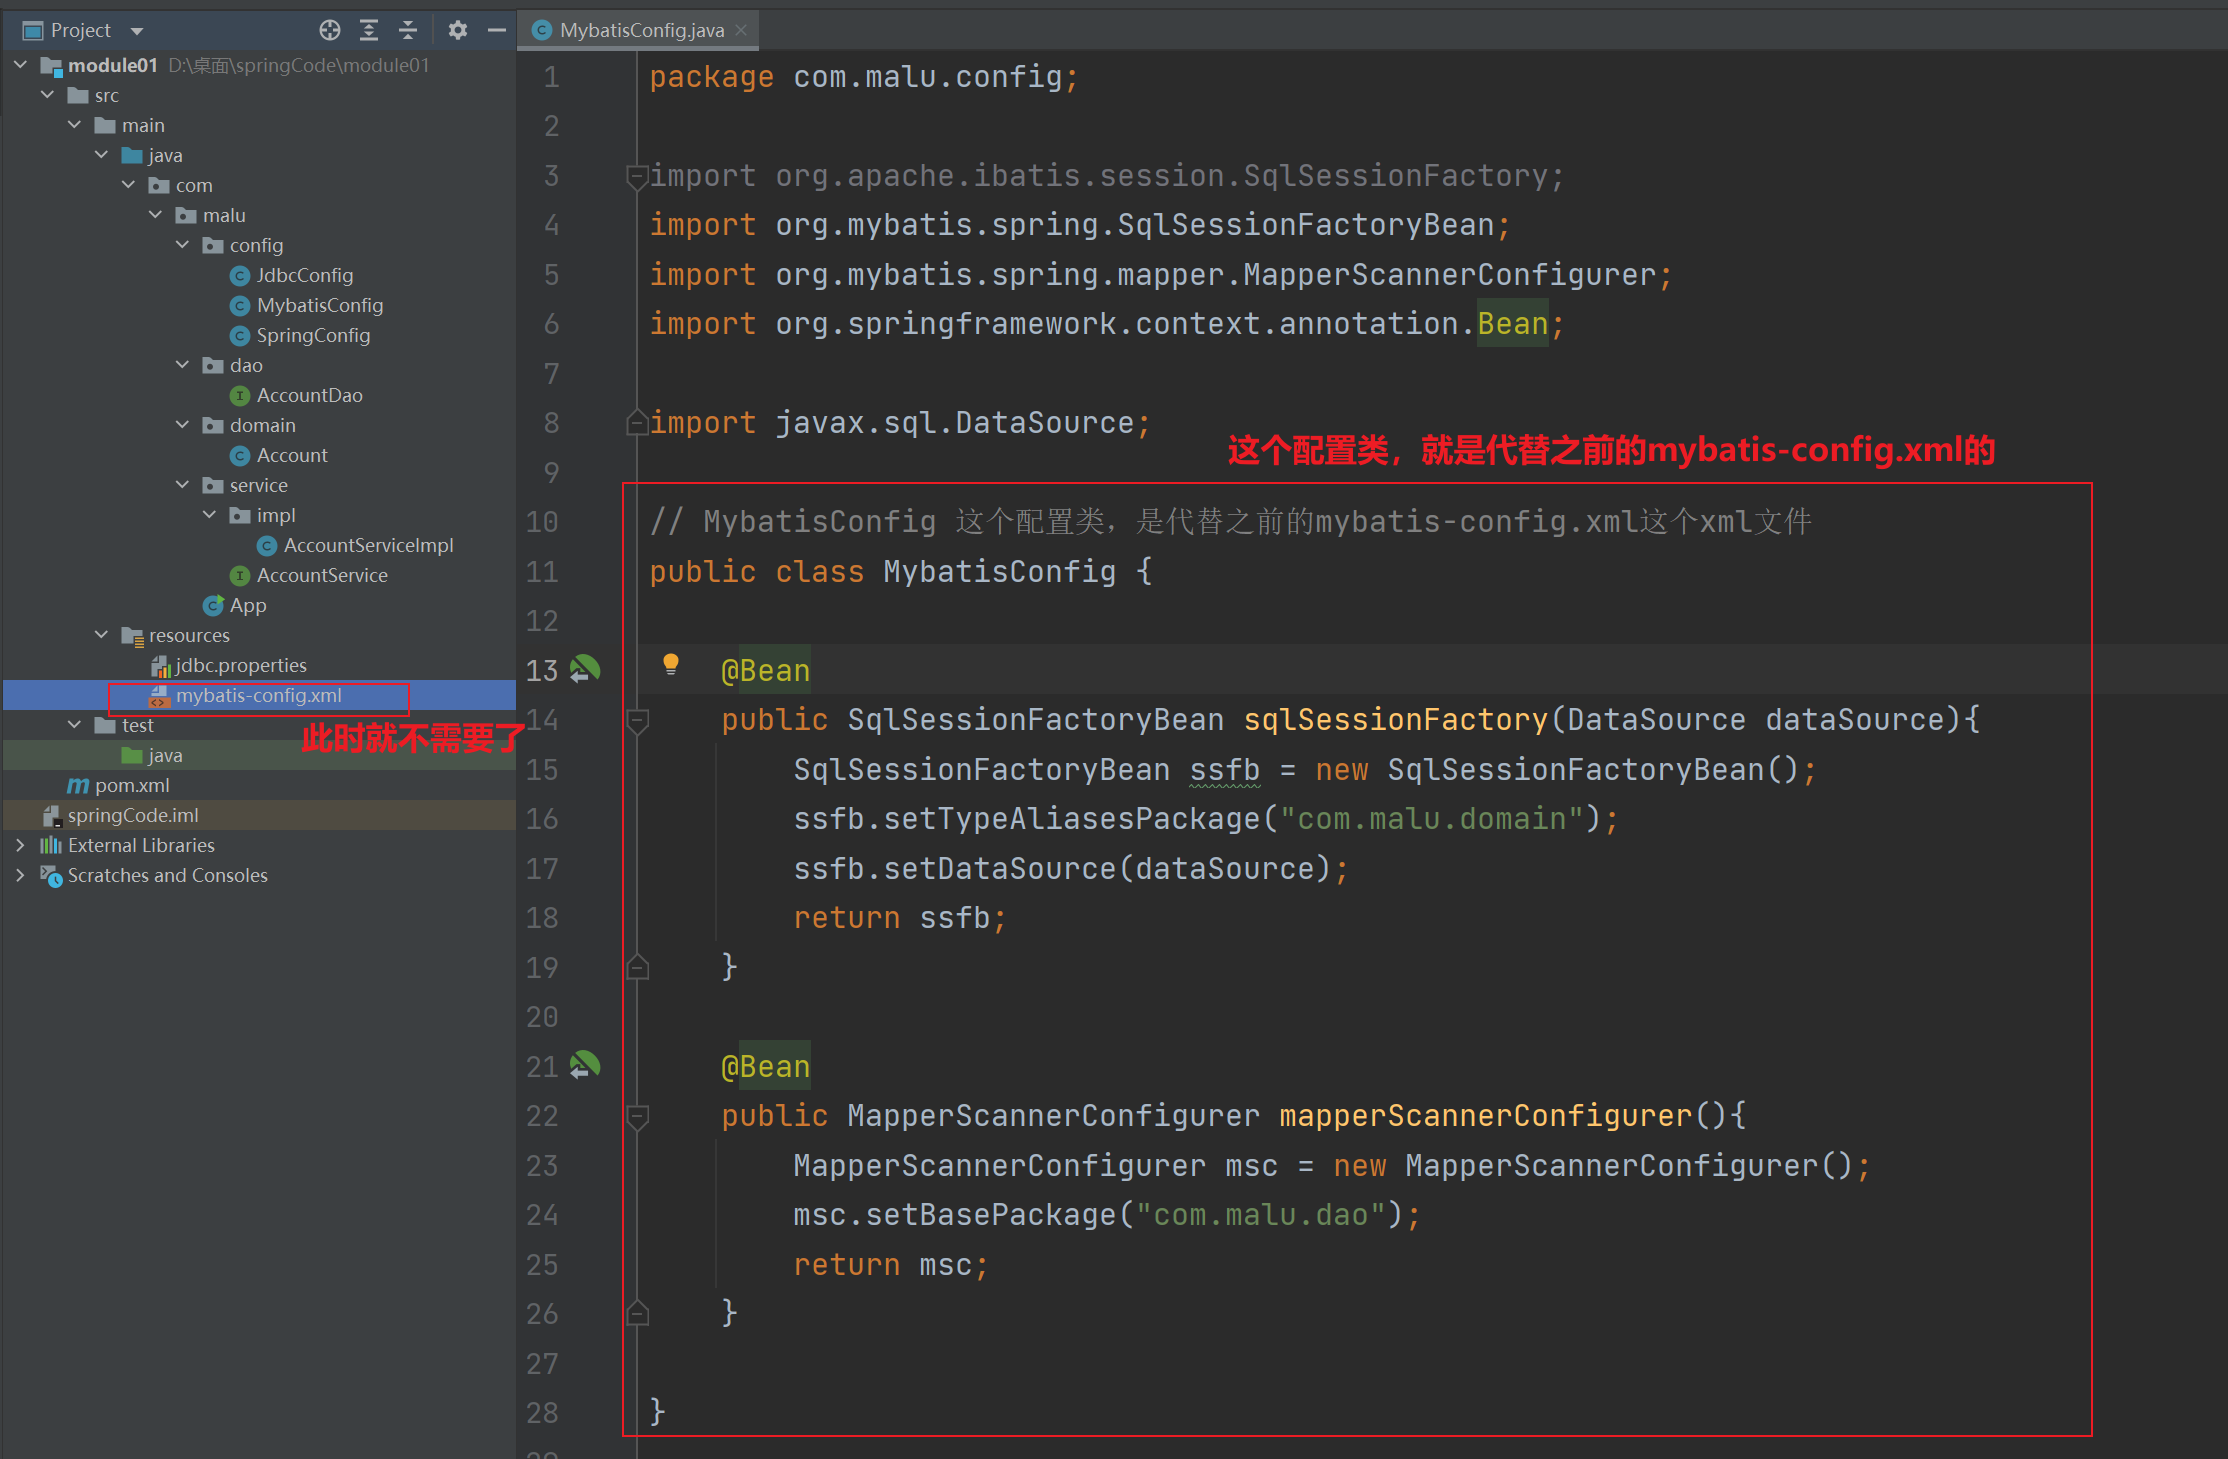 Project
module01 D:\桌面\springCode\module01
src
main
java
com
malu
config
JdbcConfig
MybatisConfig
SpringConfig
dao
AccountDao
domain
Account
service
impl
AccountServiceImpl
AccountService
App
resources
jdbc.properties
mybatis-config.xml
test
此时就不需要了
java
pom.xml
springCode.iml
External Libraries
Scratches and Consoles
MybatisConfig.java
1 package com.malu.config;
2
3 import org.apache.ibatis.session.SqlSessionFactory;
4 import org.mybatis.spring.SqlSessionFactoryBean;
5 import org.mybatis.spring.mapper.MapperScannerConfigurer;
6 import org.springframework.context.annotation.Bean;
7
8 import javax.sql.DataSource;
这个配置类，就是代替之前的mybatis-config.xml的
9
10 // MybatisConfig 这个配置类，是代替之前的mybatis-config.xml这个xml文件
11 public class MybatisConfig {
12
13 @Bean
14 public SqlSessionFactoryBean sqlSessionFactory(DataSource dataSource){
15 SqlSessionFactoryBean ssfb = new SqlSessionFactoryBean();
16 ssfb.setTypeAliasesPackage("com.malu.domain");
17 ssfb.setDataSource(dataSource);
18 return ssfb;
19 }
20
21 @Bean
22 public MapperScannerConfigurer mapperScannerConfigurer(){
23 MapperScannerConfigurer msc = new MapperScannerConfigurer();
24 msc.setBasePackage("com.malu.dao");
25 return msc;
26 }
27
28 }